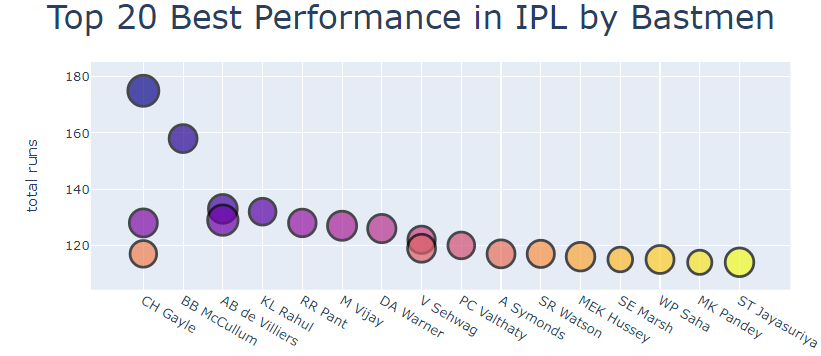 Top 20 Best Performance in IPL by Bastmen
total runs
180
160
140
120
CH Gayle
BB McCullum
AB de Villiers
KL Rahul
RR Pant
M Vijay
DA Warner
V Sehwag
PC Valthaty
A Symonds
SR Watson
MEK Hussey
SE Marsh
WP Saha
MK Pandey
ST Jayasuriya